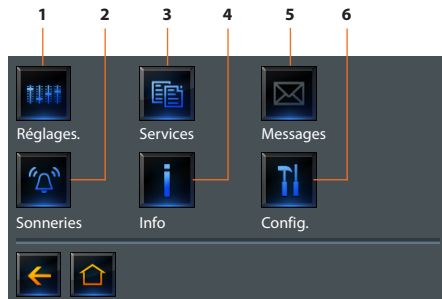 1 2 3 4 5 6
Réglages. Services Messages
Sonneries Info Config.